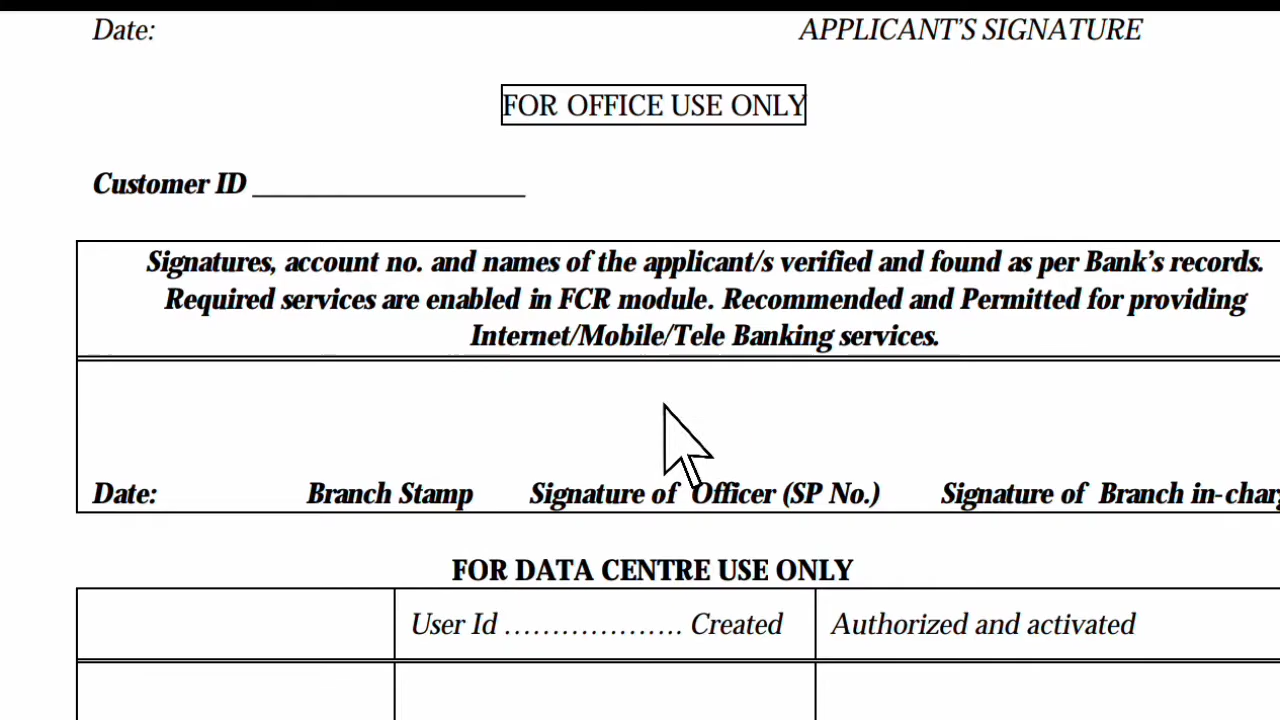 Date: APPLICANT'S SIGNATURE
FOR OFFICE USE ONLY
Customer ID ____________________
Signatures, account no. and names of the applicant/s verified and found as per Bank's records.
Required services are enabled in FCR module. Recommended and Permitted for providing
Internet/Mobile/Tele Banking services.
Date: Branch Stamp Signature of Officer (SP No.) Signature of Branch
FOR DATA CENTRE USE ONLY
User Id ................... Created Authorized and activated